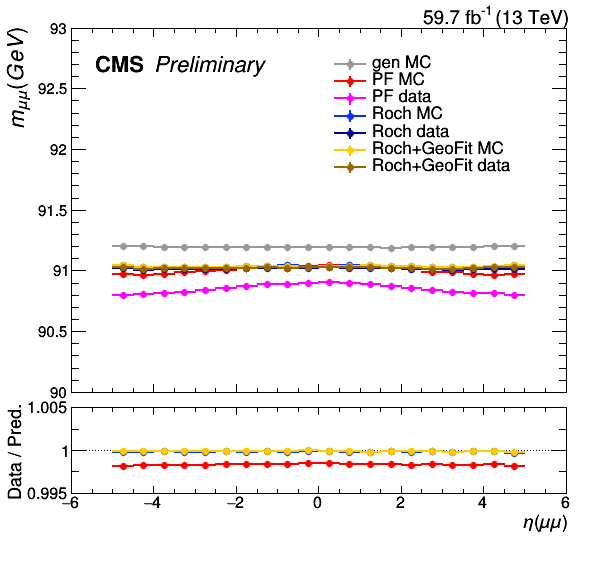 59.7 fb⁻¹ (13 TeV)
CMS Preliminary
m_μμ (GeV)
93
92.5
92
91.5
91
90.5
90
gen MC
PF MC
PF data
Roch MC
Roch data
Roch+GeoFit MC
Roch+GeoFit data
Data / Pred.
1.005
1
0.995
−6 −4 −2 0 2 4 6
η(μμ)